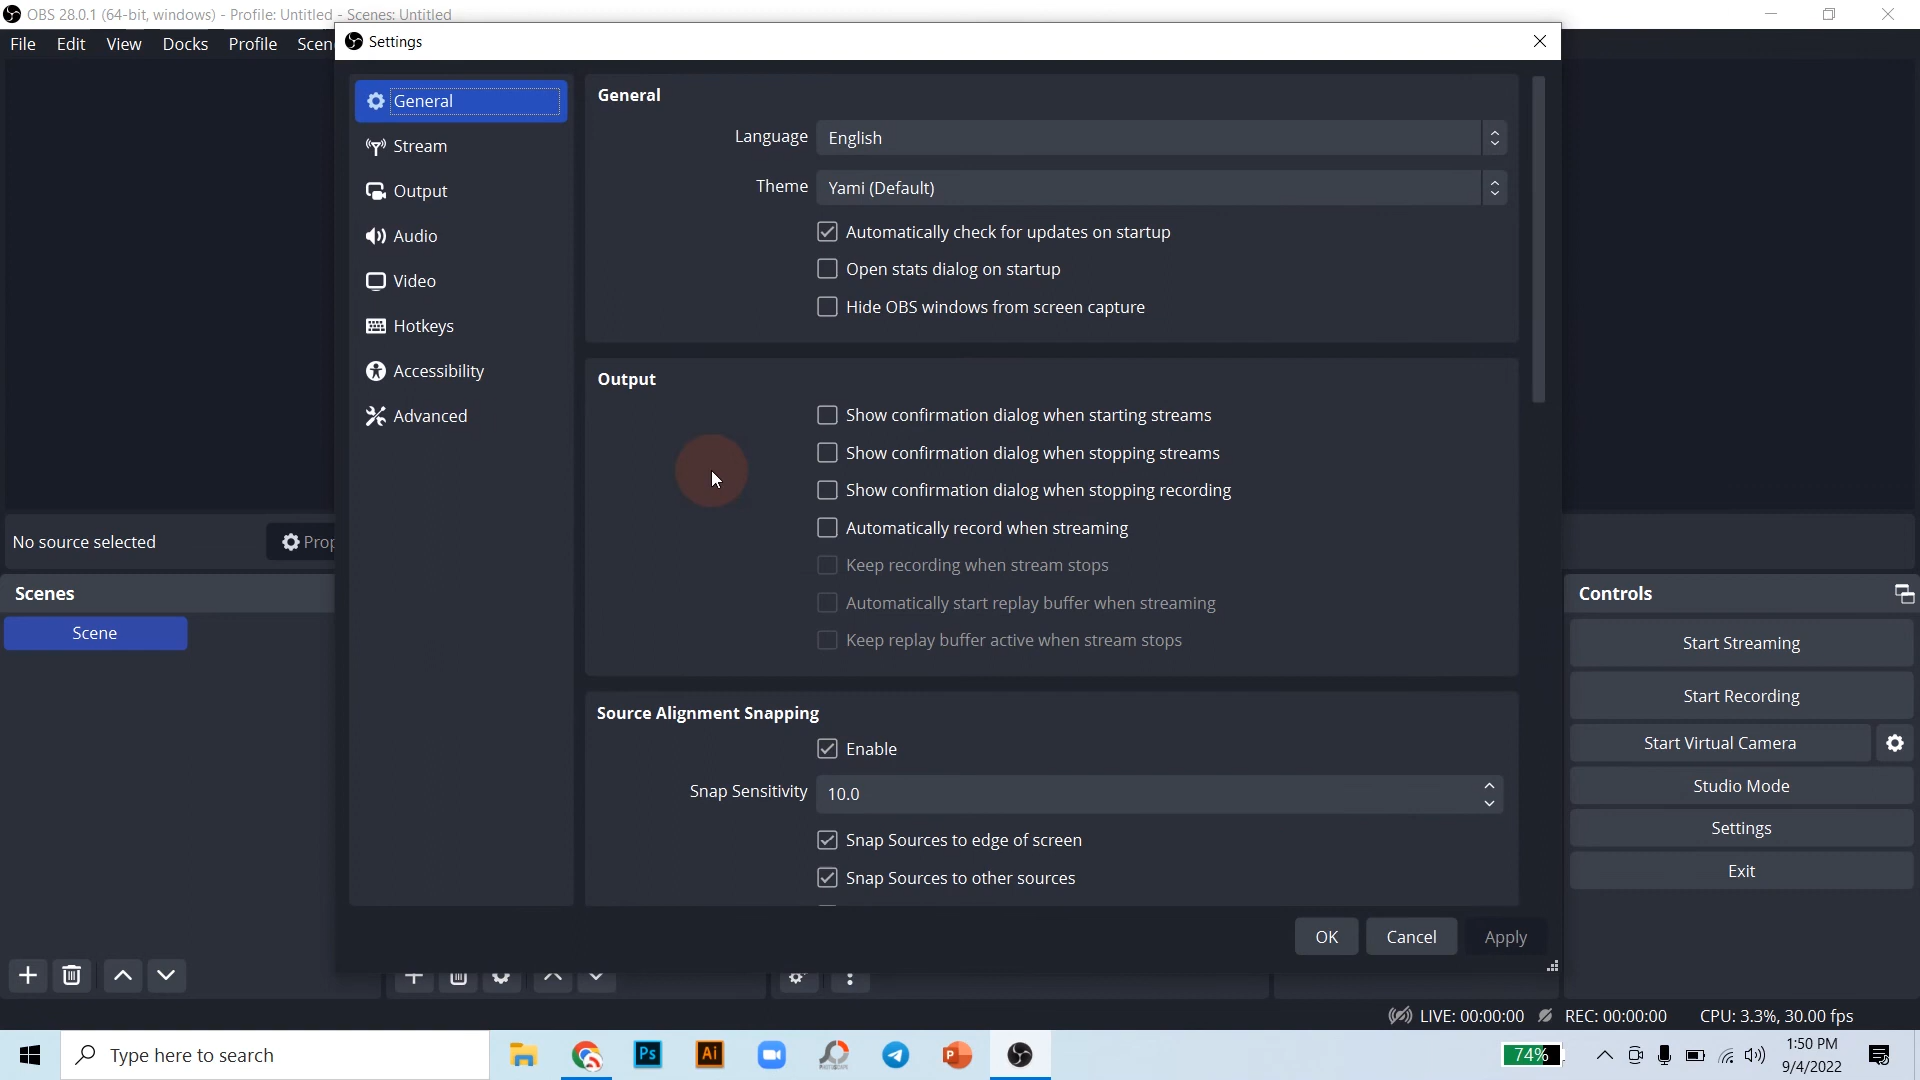 OBS 28.0.1 (64-bit, windows) - Profile: Untitled - Scenes: Untitled
File Edit View Docks Profile
Settings
General
Stream
Output
Audio
Video
Hotkeys
Accessibility
Advanced
General
Language English
Theme Yami (Default)
Automatically check for updates on startup
Open stats dialog on startup
Hide OBS windows from screen capture
Output
Show confirmation dialog when starting streams
Show confirmation dialog when stopping streams
Show confirmation dialog when stopping recording
Automatically record when streaming
Keep recording when stream stops
Automatically start replay buffer when streaming
Keep replay buffer active when stream stops
Source Alignment Snapping
Enable
Snap Sensitivity 10.0
Snap Sources to edge of screen
Snap Sources to other sources
OK Cancel Apply
No source selected
Scenes
Scene
Controls
Start Streaming
Start Recording
Start Virtual Camera
Studio Mode
Settings
Exit
LIVE: 00:00:00 REC: 00:00:00 CPU: 3.3%, 30.00 fps
Type here to search
Ps
Ai
74%
1:50 PM
9/4/2022